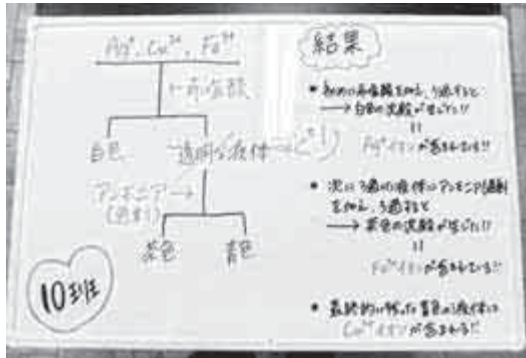 Ag⁺, Cu²⁺, Fe³⁺
希塩酸
白色 透明な液体
アンモニア
(過剰)
茶色 青色
10班
結果
• 初めに希塩酸を加え、ろ過すると
→ 白色の沈殿が生じた!!
||
Ag⁺イオンが含まれている!!
• 次にろ過した液体にアンモニア過剰
を加え、ろ過すると
→ 茶色の沈殿が生じた!!
||
Fe³⁺イオンが含まれている!!
• 最終的に残った青色の液体に
Cu²⁺イオンが含まれる!!